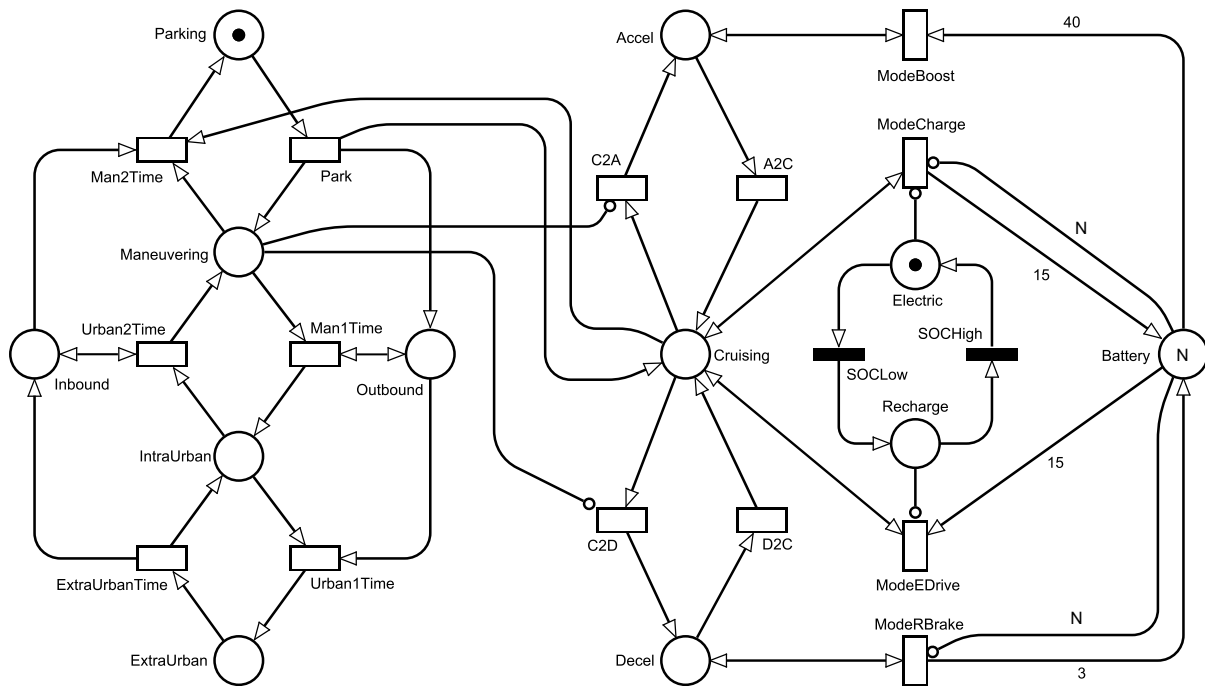 Parking
Accel
40
ModeBoost
ModeCharge
Man2Time
Park
C2A
A2C
N
Maneuvering
15
Electric
Urban2Time
Man1Time
SOCHigh
Inbound
Outbound
Cruising
SOCLow
Battery
N
Recharge
IntraUrban
15
C2D
D2C
ExtraUrbanTime
Urban1Time
ModeEDrive
ModeRBrake
N
ExtraUrban
Decel
3